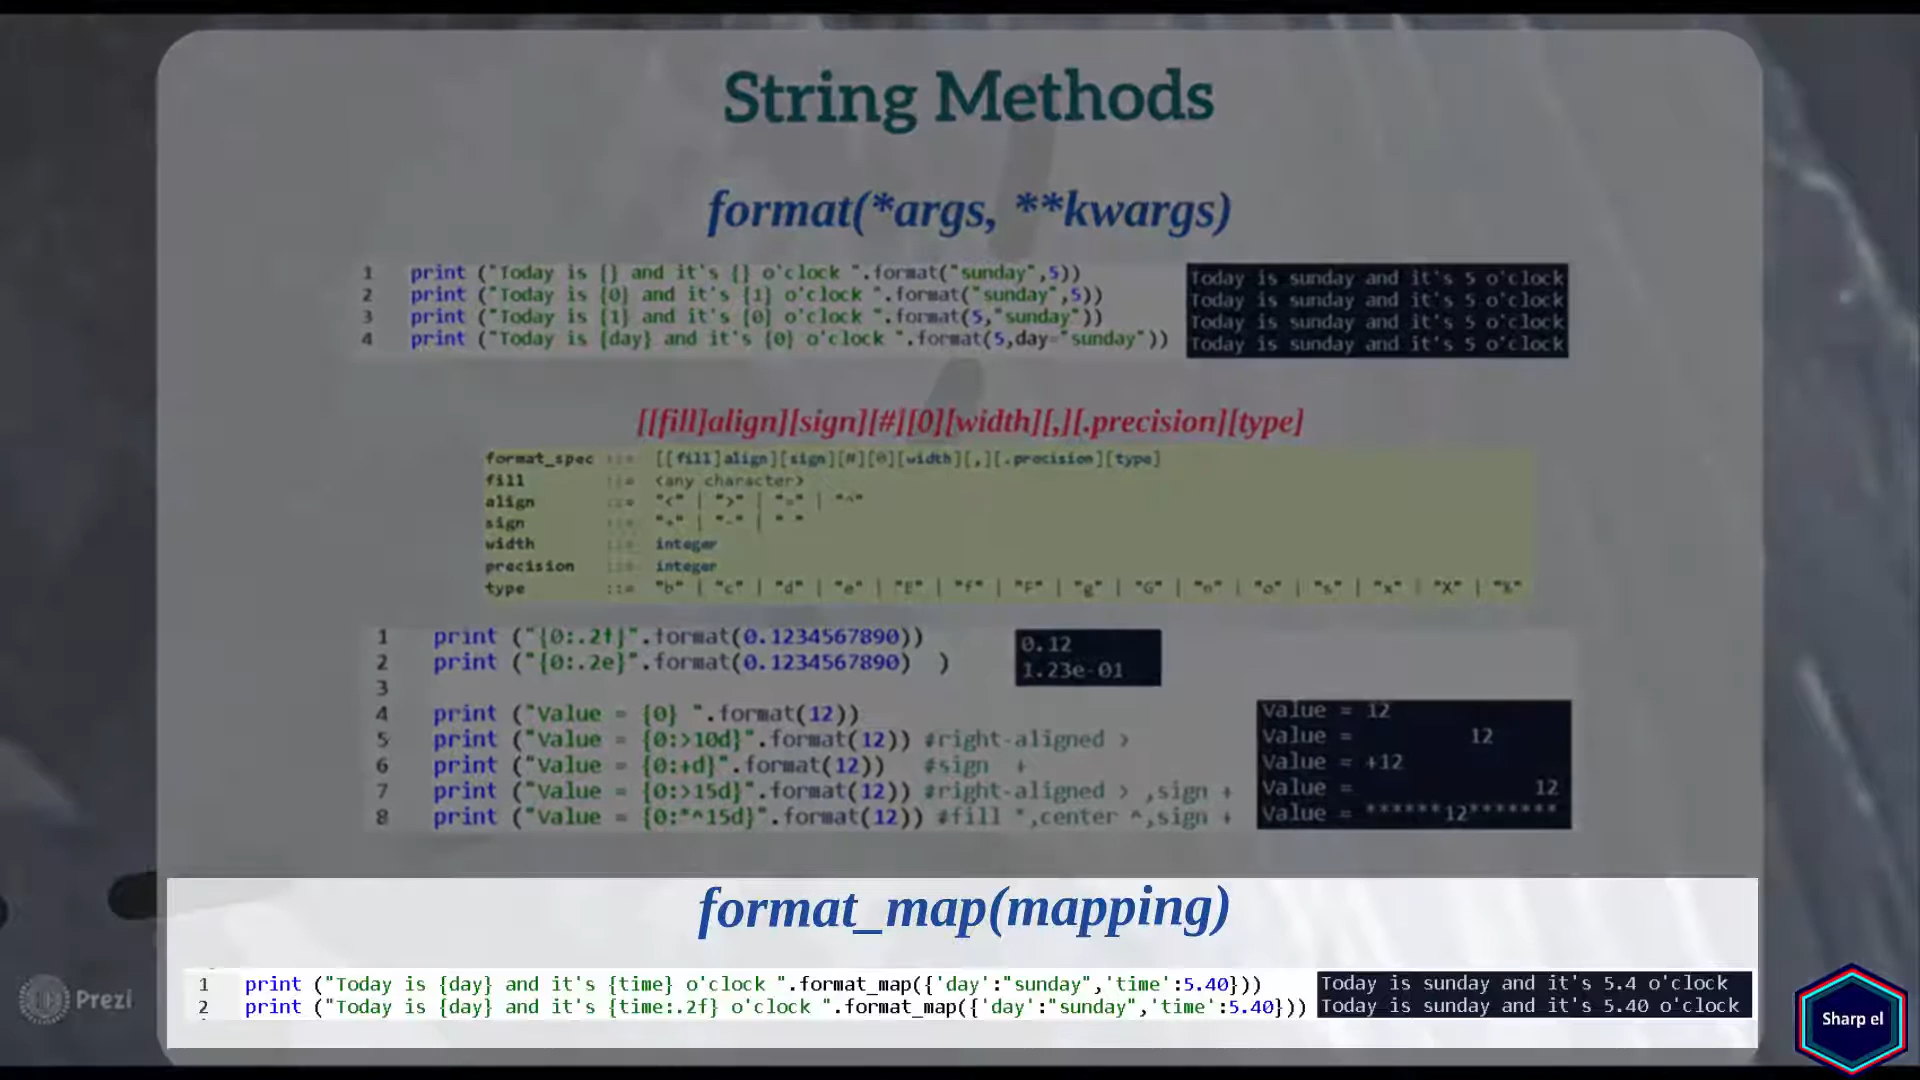 String Methods
format(*args, **kwargs)
1 print ("Today is {} and it's {} o'clock ".format("sunday",5))
2 print ("Today is {0} and it's {1} o'clock ".format("sunday",5))
3 print ("Today is {1} and it's {0} o'clock ".format(5,"sunday"))
4 print ("Today is {day} and it's {0} o'clock ".format(5,day="sunday"))
Today is sunday and it's 5 o'clock
Today is sunday and it's 5 o'clock
Today is sunday and it's 5 o'clock
Today is sunday and it's 5 o'clock
[[fill]align][sign][#][0][width][,][.precision][type]
format_spec ::= [[fill]align][sign][#][0][width][,][.precision][type]
fill ::= <any character>
align ::= "<" | ">" | "=" | "^"
sign ::= "+" | "-" | " "
width ::= integer
precision ::= integer
type ::= "b" | "c" | "d" | "e" | "E" | "f" | "F" | "g" | "G" | "n" | "o" | "s" | "x" | "X" | "%"
1 print ("{0:.2f}".format(0.1234567890))
2 print ("{0:.2e}".format(0.1234567890) )
3
4 print ("Value = {0} ".format(12))
5 print ("Value = {0:>10d}".format(12)) #right-aligned >
6 print ("Value = {0:+d}".format(12)) #sign +
7 print ("Value = {0:>15d}".format(12)) #right-aligned > ,sign +
8 print ("Value = {0:*^15d}".format(12)) #fill *,center ^,sign +
0.12
1.23e-01
Value = 12
Value = 12
Value = +12
Value = 12
Value = ******12*******
format_map(mapping)
1 print ("Today is {day} and it's {time} o'clock ".format_map({'day':"sunday",'time':5.40}))
2 print ("Today is {day} and it's {time:.2f} o'clock ".format_map({'day':"sunday",'time':5.40}))
Today is sunday and it's 5.4 o'clock
Today is sunday and it's 5.40 o'clock
Prezi
Sharp el